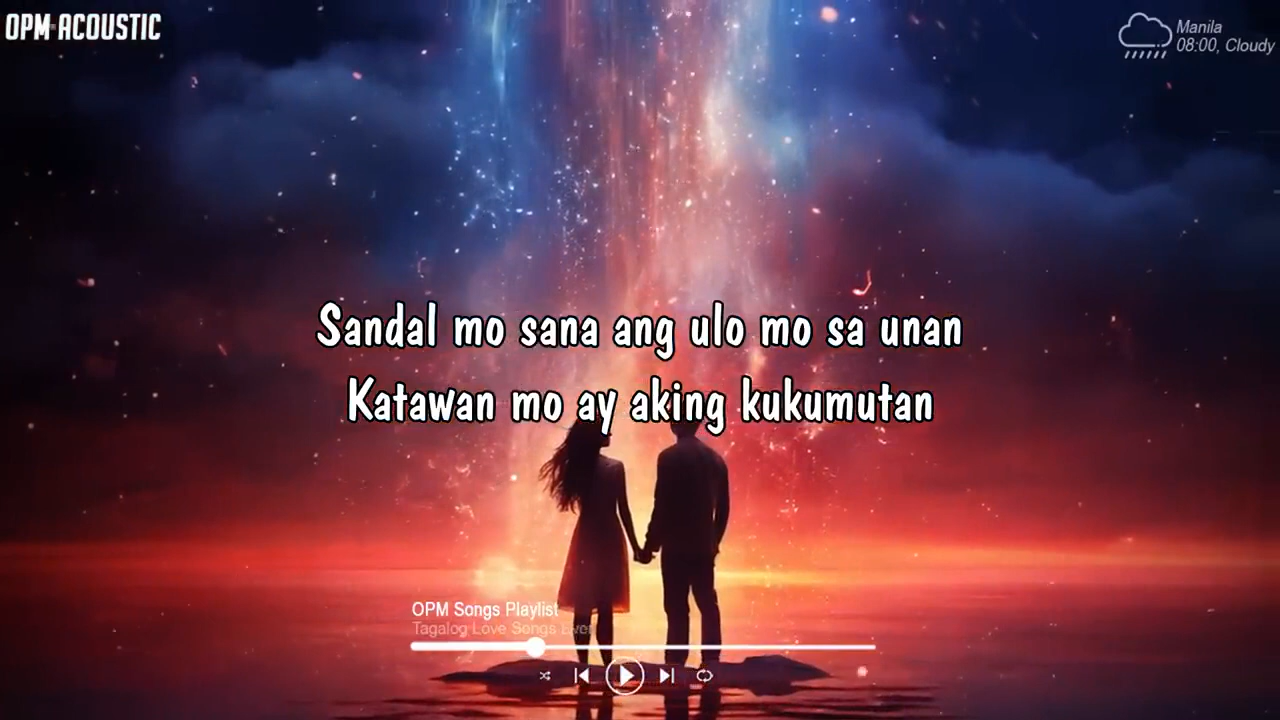 OPM ACOUSTIC
Manila
08:00, Cloudy
Sandal mo sana ang ulo mo sa unan
Katawan mo ay aking kukumutan
OPM Songs Playlist
Tagalog Love Songs Ever